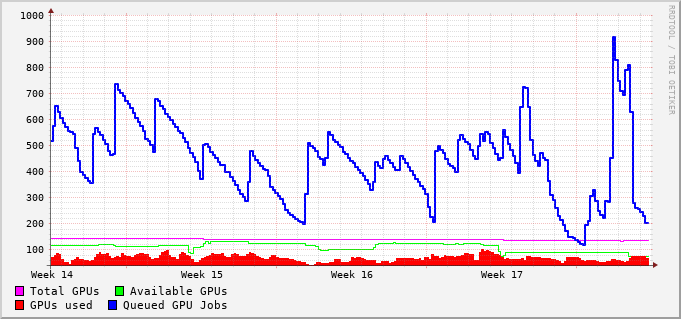 1000
900
800
700
600
500
400
300
200
100
RRDTOOL / TOBI OETIKER
Week 14 Week 15 Week 16 Week 17
Total GPUs Available GPUs
GPUs used Queued GPU Jobs